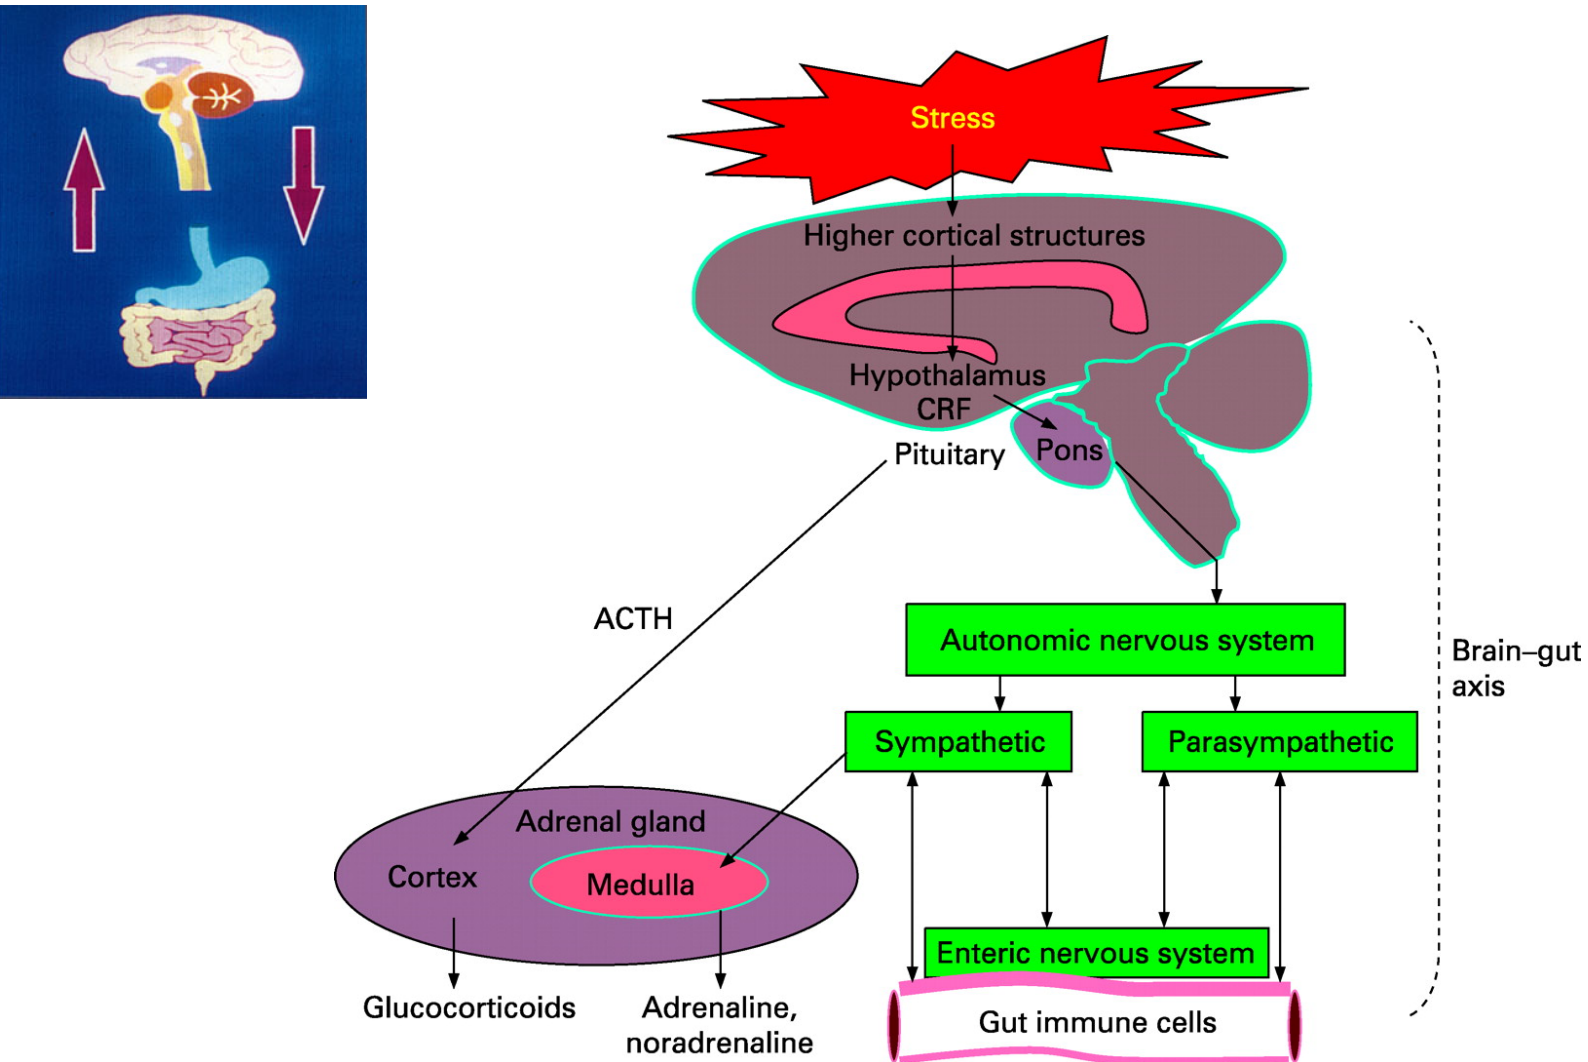 Stress
Higher cortical structures
Hypothalamus
CRF
Pituitary
Pons
ACTH
Autonomic nervous system
Brain–gut
axis
Sympathetic
Parasympathetic
Adrenal gland
Cortex
Medulla
Enteric nervous system
Glucocorticoids
Adrenaline,
noradrenaline
Gut immune cells